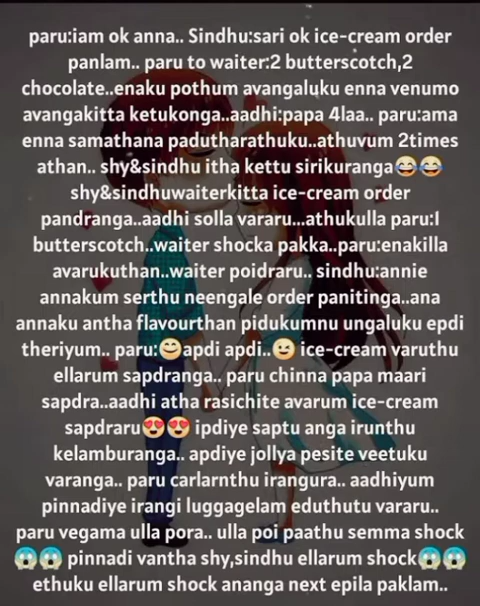 paru:iam ok anna.. Sindhu:sari ok ice-cream order
panlam.. paru to waiter:2 butterscotch,2
chocolate..enaku pothum avangaluku enna venumo
avangakitta ketukonga..aadhi:papa 4laa.. paru:ama
enna samathana padutharathuku..athuvum 2times
athan.. shy&sindhu itha kettu sirikuranga😂😂
shy&sindhuwaiterkitta ice-cream order
pandranga..aadhi solla vararu...athukulla paru:1
butterscotch..waiter shocka pakka..paru:enakilla
avarukuthan..waiter poidraru.. sindhu:annie
annakum serthu neengale order panitinga..ana
annaku antha flavourthan pidukumnu ungaluku epdi
theriyum.. paru:😊apdi apdi..😉 ice-cream varuthu
ellarum sapdranga.. paru chinna papa maari
sapdra..aadhi atha rasichite avarum ice-cream
sapdraru😍😍 ipdiye saptu anga irunthu
kelamburanga.. apdiye jollya pesite veetuku
varanga.. paru carlarnthu irangura.. aadhiyum
pinnadiye irangi luggagelam eduthutu vararu..
paru vegama ulla pora.. ulla poi paathu semma shock
😱😱 pinnadi vantha shy,sindhu ellarum shock😱😱
ethuku ellarum shock ananga next epila paklam..